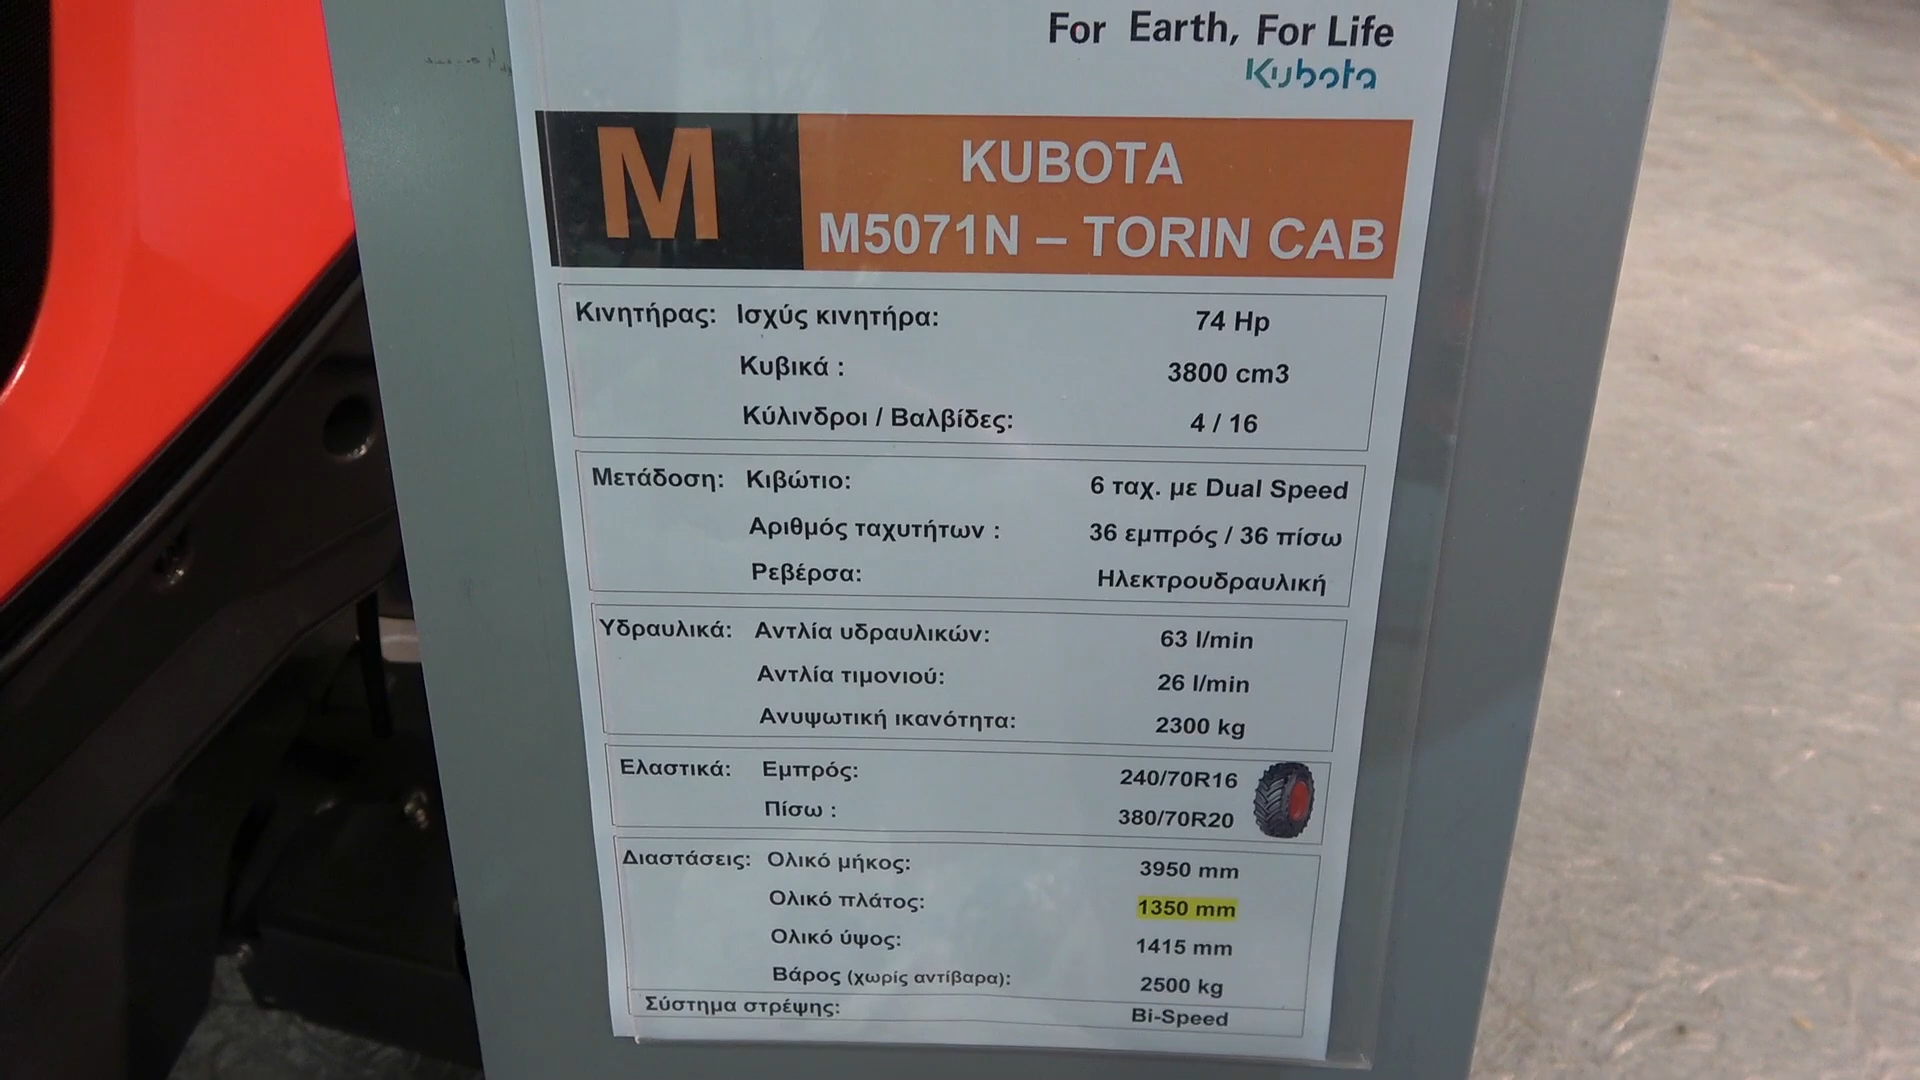 For Earth, For Life
Kubota
M
KUBOTA
M5071N – TORIN CAB
Κινητήρας: Ισχύς κινητήρα: 74 Hp
Κυβικά : 3800 cm3
Κύλινδροι / Βαλβίδες: 4 / 16
Μετάδοση: Κιβώτιο: 6 ταχ. με Dual Speed
Αριθμός ταχυτήτων : 36 εμπρός / 36 πίσω
Ρεβέρσα: Ηλεκτρουδραυλική
Υδραυλικά: Αντλία υδραυλικών: 63 l/min
Αντλία τιμονιού: 26 l/min
Ανυψωτική ικανότητα: 2300 kg
Ελαστικά: Εμπρός: 240/70R16
Πίσω : 380/70R20
Διαστάσεις: Ολικό μήκος: 3950 mm
Ολικό πλάτος: 1350 mm
Ολικό ύψος: 1415 mm
Βάρος (χωρίς αντίβαρα): 2500 kg
Σύστημα στρέψης: Bi-Speed